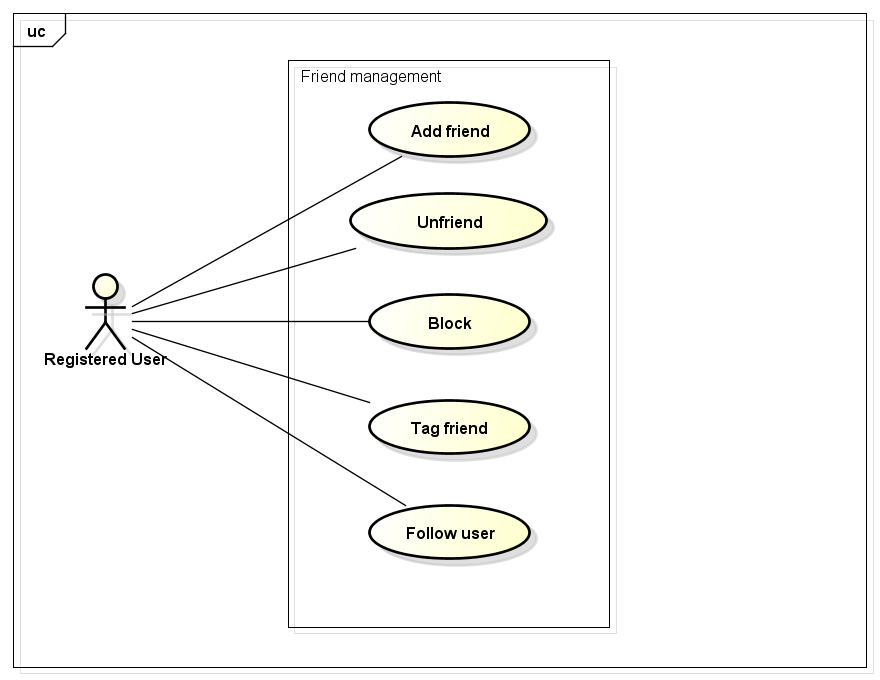 uc
Friend management
Add friend
Unfriend
Block
Registered User
Tag friend
Follow user